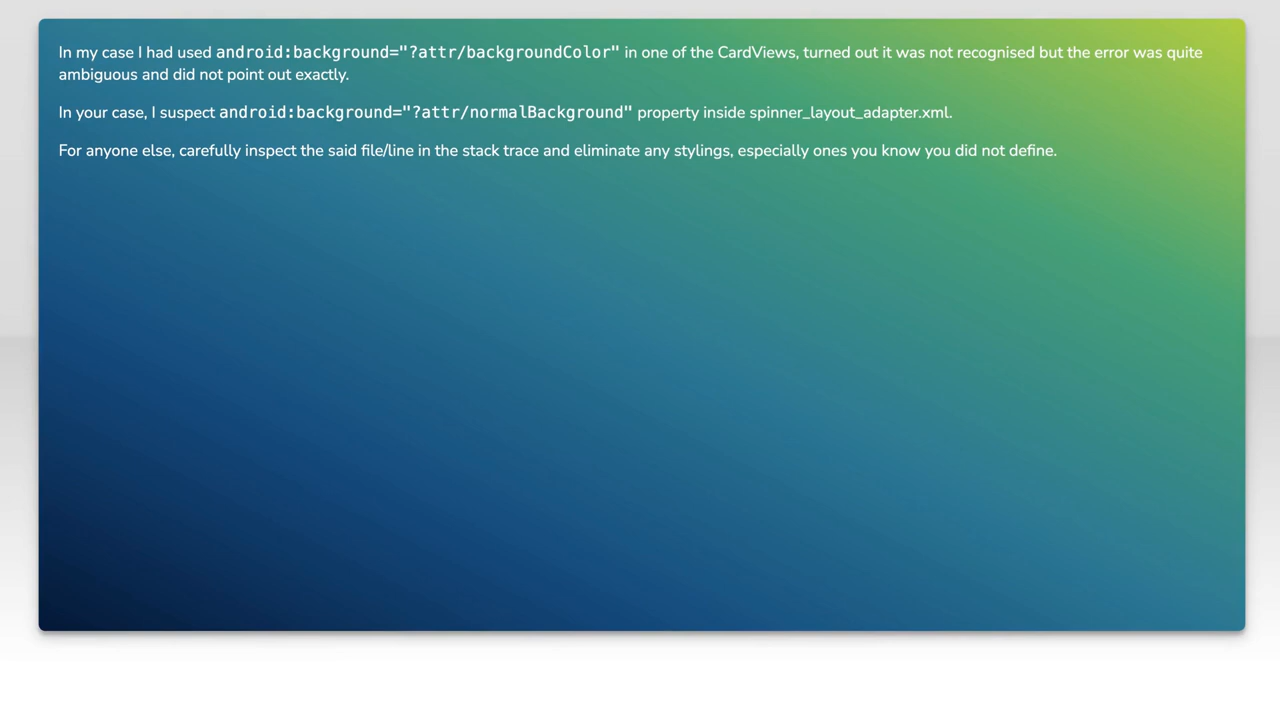 In my case I had used android:background="?attr/backgroundColor" in one of the CardViews, turned out it was not recognised but the error was quite
ambiguous and did not point out exactly.
In your case, I suspect android:background="?attr/normalBackground" property inside spinner_layout_adapter.xml.
For anyone else, carefully inspect the said file/line in the stack trace and eliminate any stylings, especially ones you know you did not define.